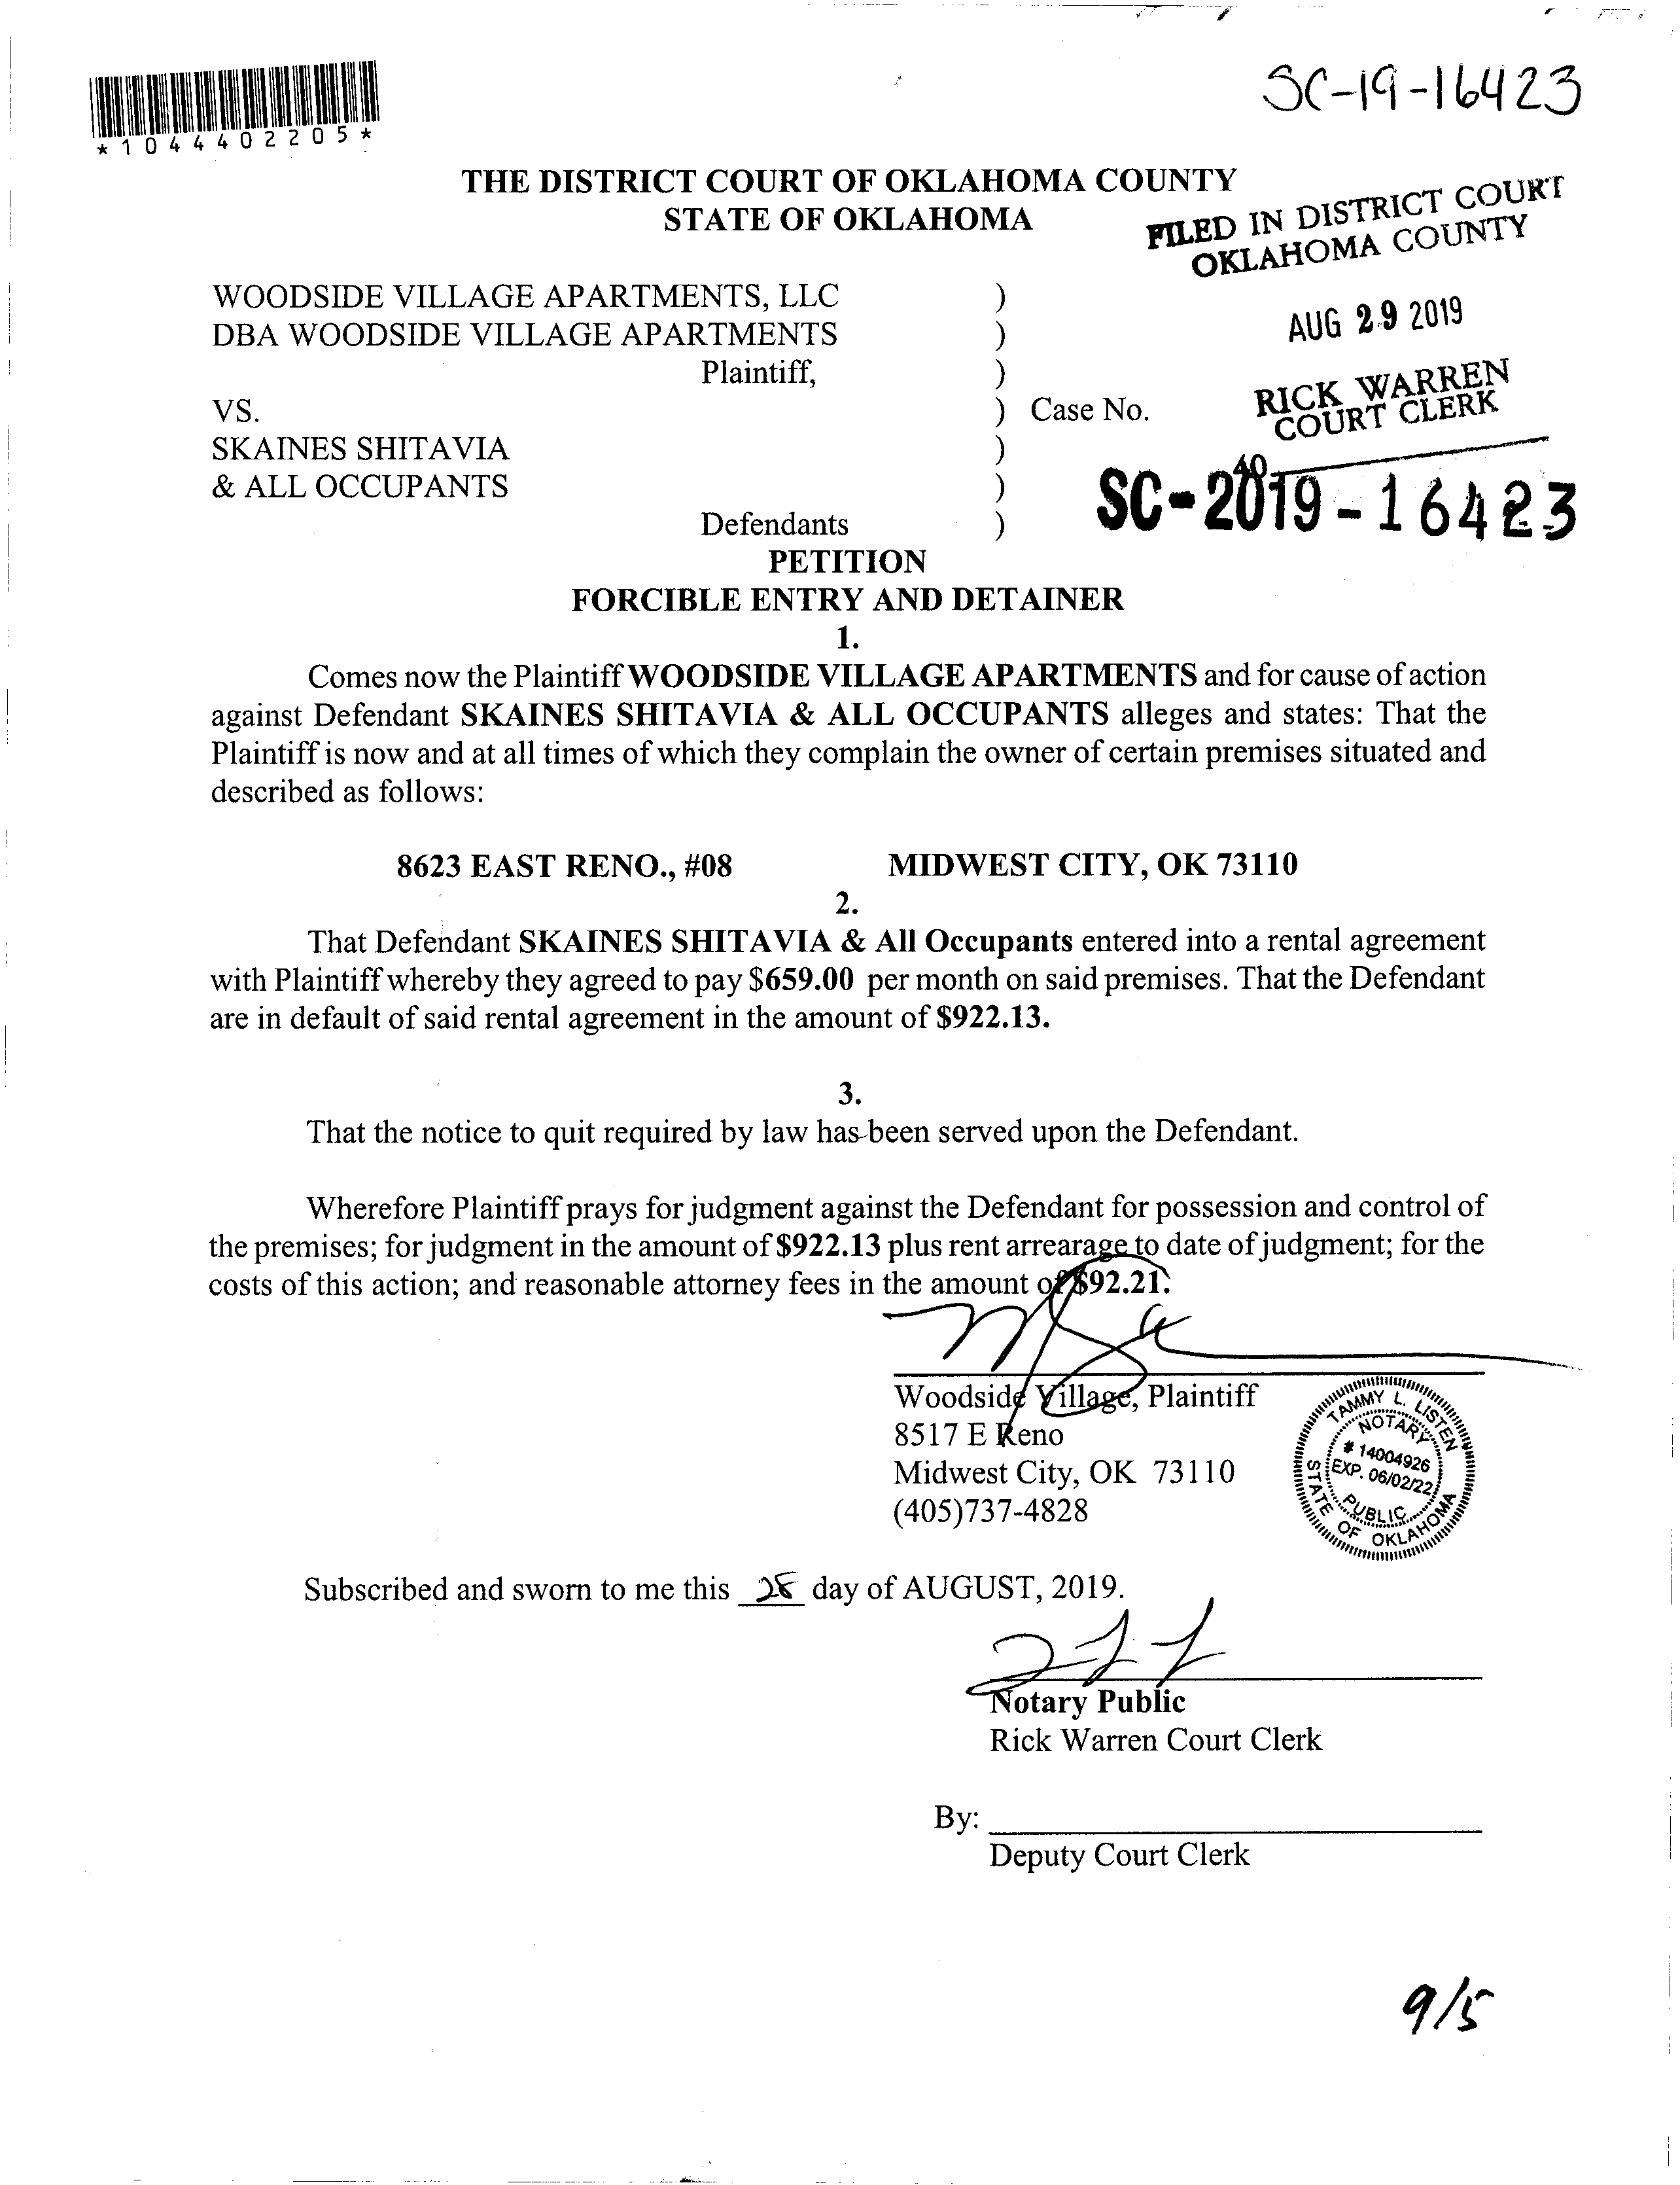 SC-19-16423
*1044402205*
THE DISTRICT COURT OF OKLAHOMA COUNTY
STATE OF OKLAHOMA
FILED IN DISTRICT COURT
OKLAHOMA COUNTY
WOODSIDE VILLAGE APARTMENTS, LLC )
DBA WOODSIDE VILLAGE APARTMENTS )
AUG 29 2019
Plaintiff, )
RICK WARREN
COURT CLERK
VS. ) Case No.
SKAINES SHITAVIA )
40
& ALL OCCUPANTS )
SC-2019-16423
Defendants )
PETITION
FORCIBLE ENTRY AND DETAINER
1.
Comes now the Plaintiff WOODSIDE VILLAGE APARTMENTS and for cause of action
against Defendant SKAINES SHITAVIA & ALL OCCUPANTS alleges and states: That the
Plaintiff is now and at all times of which they complain the owner of certain premises situated and
described as follows:
8623 EAST RENO., #08 MIDWEST CITY, OK 73110
2.
That Defendant SKAINES SHITAVIA & All Occupants entered into a rental agreement
with Plaintiff whereby they agreed to pay $659.00 per month on said premises. That the Defendant
are in default of said rental agreement in the amount of $922.13.
3.
That the notice to quit required by law has been served upon the Defendant.
Wherefore Plaintiff prays for judgment against the Defendant for possession and control of
the premises; for judgment in the amount of $922.13 plus rent arrearage to date of judgment; for the
costs of this action; and reasonable attorney fees in the amount of $92.21.
Woodside Village, Plaintiff
8517 E Reno
Midwest City, OK 73110
(405)737-4828
TAMMY L. LISTEN
NOTARY
# 14004926
EXP. 06/02/22
PUBLIC
STATE OF OKLAHOMA
Subscribed and sworn to me this 28 day of AUGUST, 2019.
Notary Public
Rick Warren Court Clerk
By:
Deputy Court Clerk
9/5